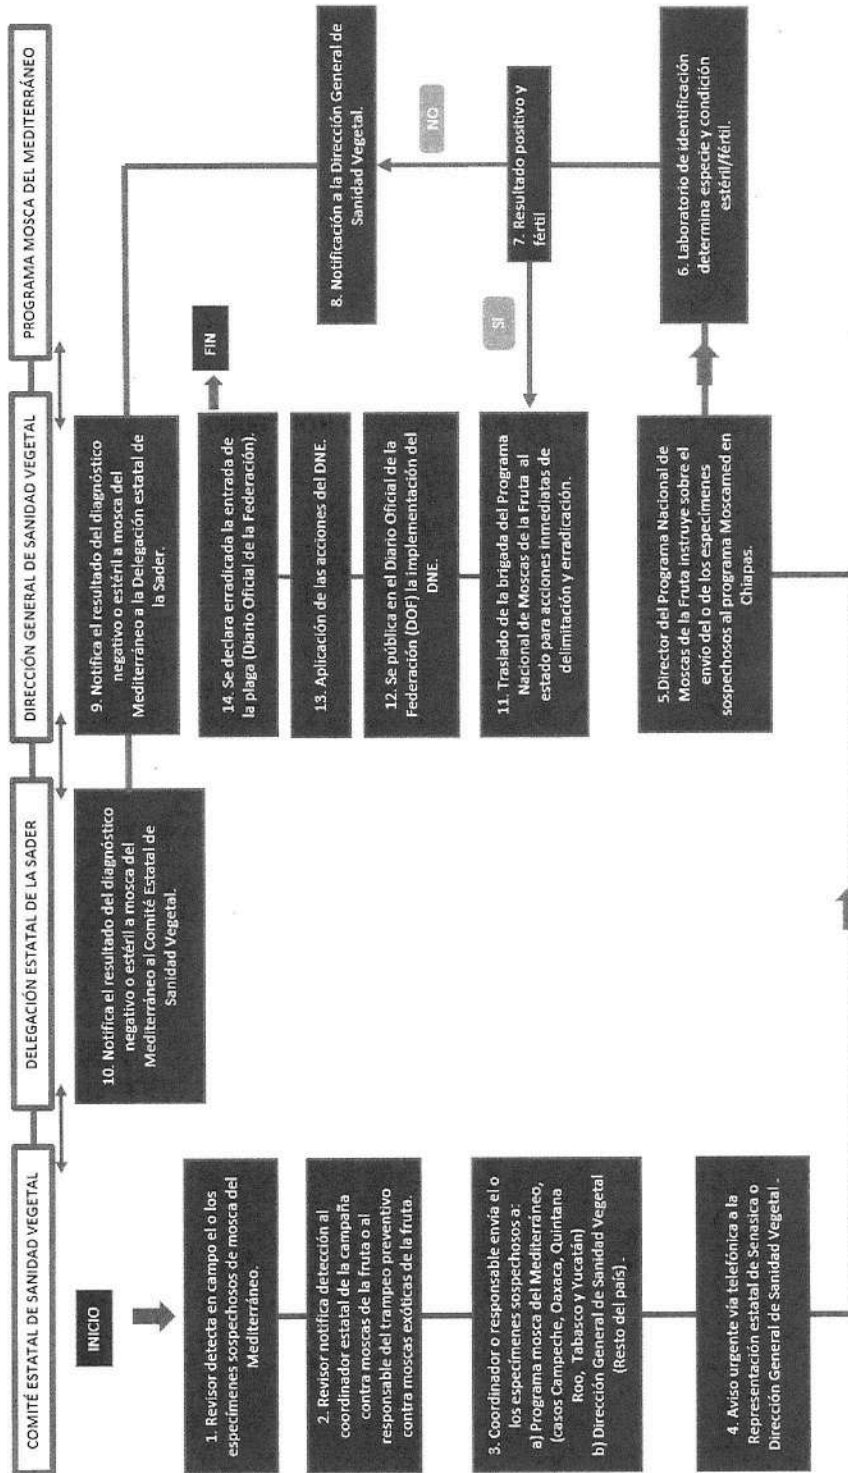 COMITÉ ESTATAL DE SANIDAD VEGETAL
DELEGACIÓN ESTATAL DE LA SADER
DIRECCIÓN GENERAL DE SANIDAD VEGETAL
PROGRAMA MOSCA DEL MEDITERRÁNEO
INICIO
1. Revisor detecta en campo el o los
especímenes sospechosos de mosca del
Mediterráneo.
2. Revisor notifica detección al
coordinador estatal de la campaña
contra moscas de la fruta o al
responsable del trampeo preventivo
contra moscas exóticas de la fruta.
3. Coordinador o responsable envía el o
los especímenes sospechosos a:
a) Programa mosca del Mediterráneo,
(casos Campeche, Oaxaca, Quintana
Roo, Tabasco y Yucatán)
b) Dirección General de Sanidad Vegetal
(Resto del país) .
4. Aviso urgente vía telefónica a la
Representación estatal de Senasica o
Dirección General de Sanidad Vegetal .
5.Director del Programa Nacional de
Moscas de la Fruta instruye sobre el
envío del o de los especímenes
sospechosos al programa Moscamed en
Chiapas.
6. Laboratorio de identificación
determina especie y condición
estéril/fértil.
7. Resultado positivo y
fértil
NO
SÍ
8. Notificación a la Dirección General de
Sanidad Vegetal.
9. Notifica el resultado del diagnóstico
negativo o estéril a mosca del
Mediterráneo a la Delegación estatal de
la Sader.
10. Notifica el resultado del diagnóstico
negativo o estéril a mosca del
Mediterráneo al Comité Estatal de
Sanidad Vegetal.
11. Traslado de la brigada del Programa
Nacional de Moscas de la Fruta al
estado para acciones inmediatas de
delimitación y erradicación.
12. Se pública en el Diario Oficial de la
Federación (DOF) la Implementación del
DNE.
13. Aplicación de las acciones del DNE.
14. Se declara erradicada la entrada de
la plaga (Diario Oficial de la Federación).
FIN